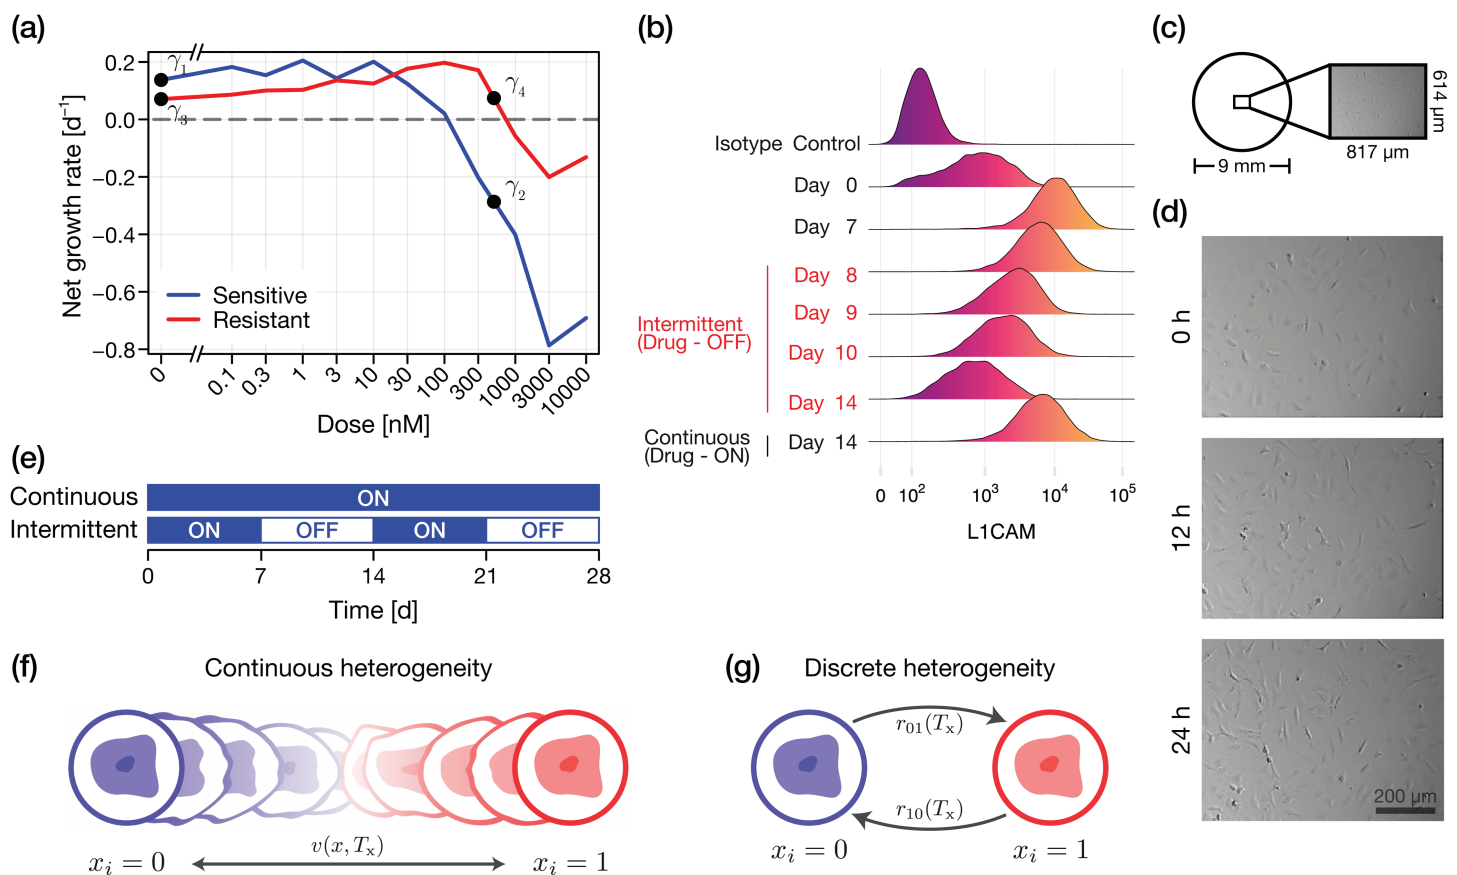 (a)
Net growth rate [d⁻¹]
0.2
0.0
−0.2
−0.4
−0.6
−0.8
γ1
γ3
γ4
γ2
Sensitive
Resistant
0
0.1
0.3
1
3
10
30
100
300
1000
3000
10000
Dose [nM]
(b)
Isotype Control
Day 0
Day 7
Day 8
Day 9
Day 10
Day 14
Day 14
Intermittent
(Drug - OFF)
Continuous
(Drug - ON)
0 10² 10³ 10⁴ 10⁵
L1CAM
(c)
9 mm
817 µm
614 µm
(d)
0 h
12 h
24 h
200 µm
(e)
Continuous ON
Intermittent ON OFF ON OFF
0 7 14 21 28
Time [d]
(f) Continuous heterogeneity
v(x, Tx)
xi = 0
xi = 1
(g) Discrete heterogeneity
r01(Tx)
r10(Tx)
xi = 0
xi = 1